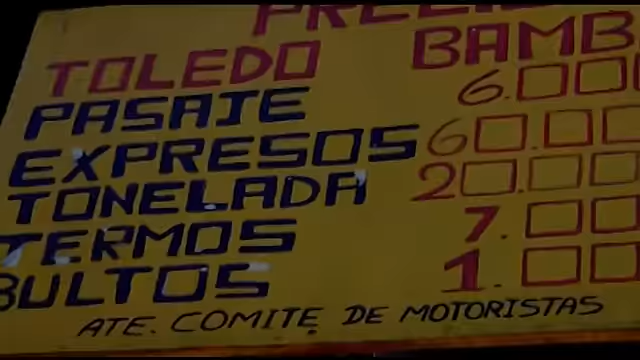 TOLEDO BAMB
PASAJE 6.00
EXPRESOS 60.00
TONELADA 20.00
TERMOS 7.00
BULTOS 1.00
ATE. COMITE DE MOTORISTAS